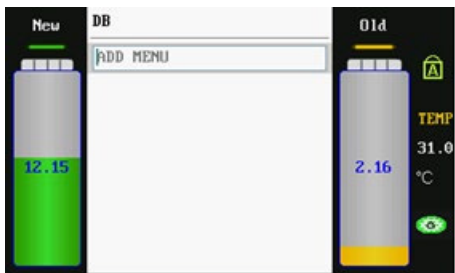 New
DB
Old
ADD MENU
A
TEMP
31.0
°C
12.15
2.16